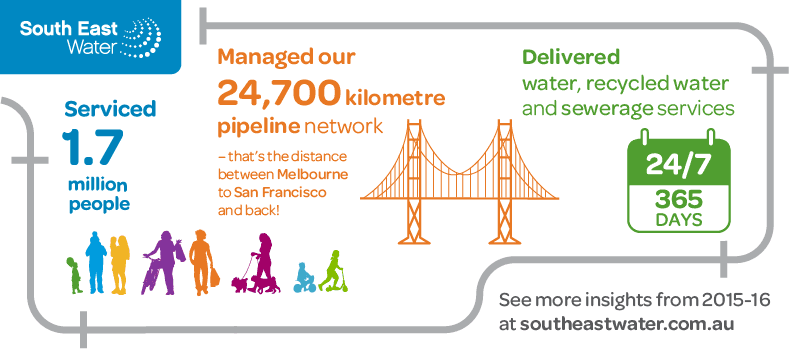 South East
Water
Serviced
1.7
million
people
Managed our
24,700 kilometre
pipeline network
– that's the distance
between Melbourne
to San Francisco
and back!
Delivered
water, recycled water
and sewerage services
24/7
365
DAYS
See more insights from 2015-16
at southeastwater.com.au